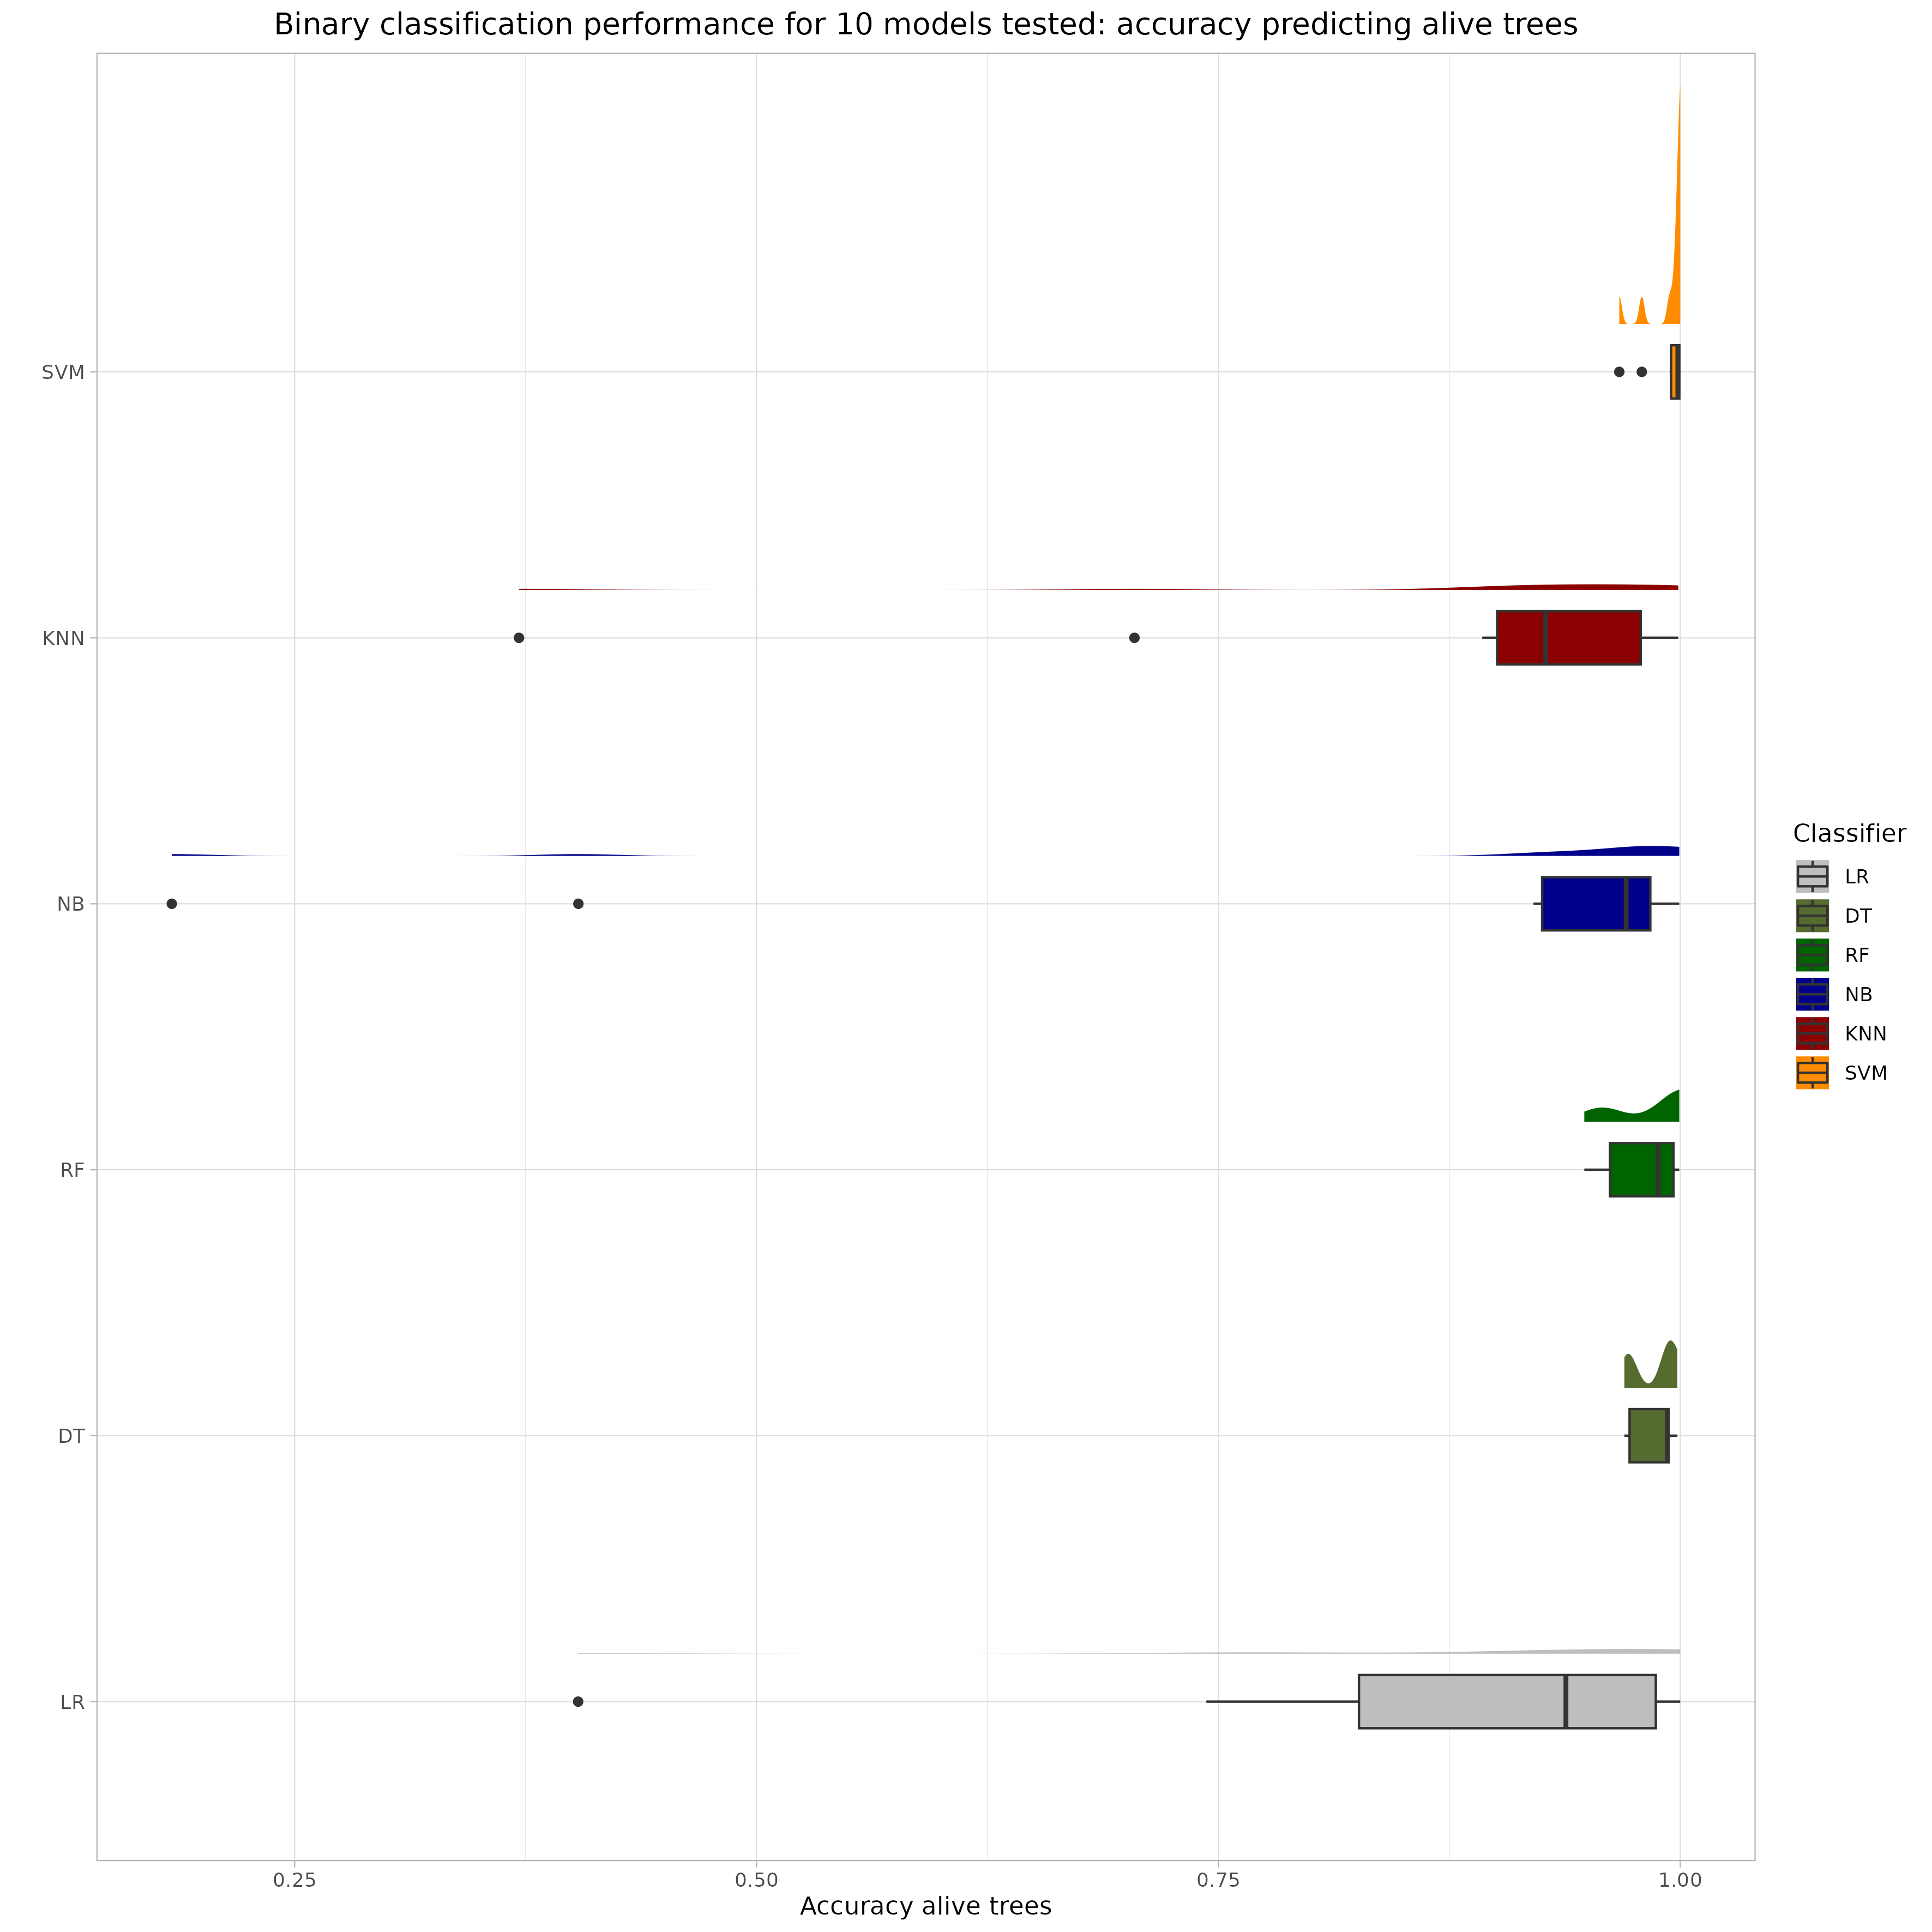 Binary classification performance for 10 models tested: accuracy predicting alive trees
SVM
KNN
NB
RF
DT
LR
0.25
0.50
0.75
1.00
Accuracy alive trees
Classifier
LR
DT
RF
NB
KNN
SVM